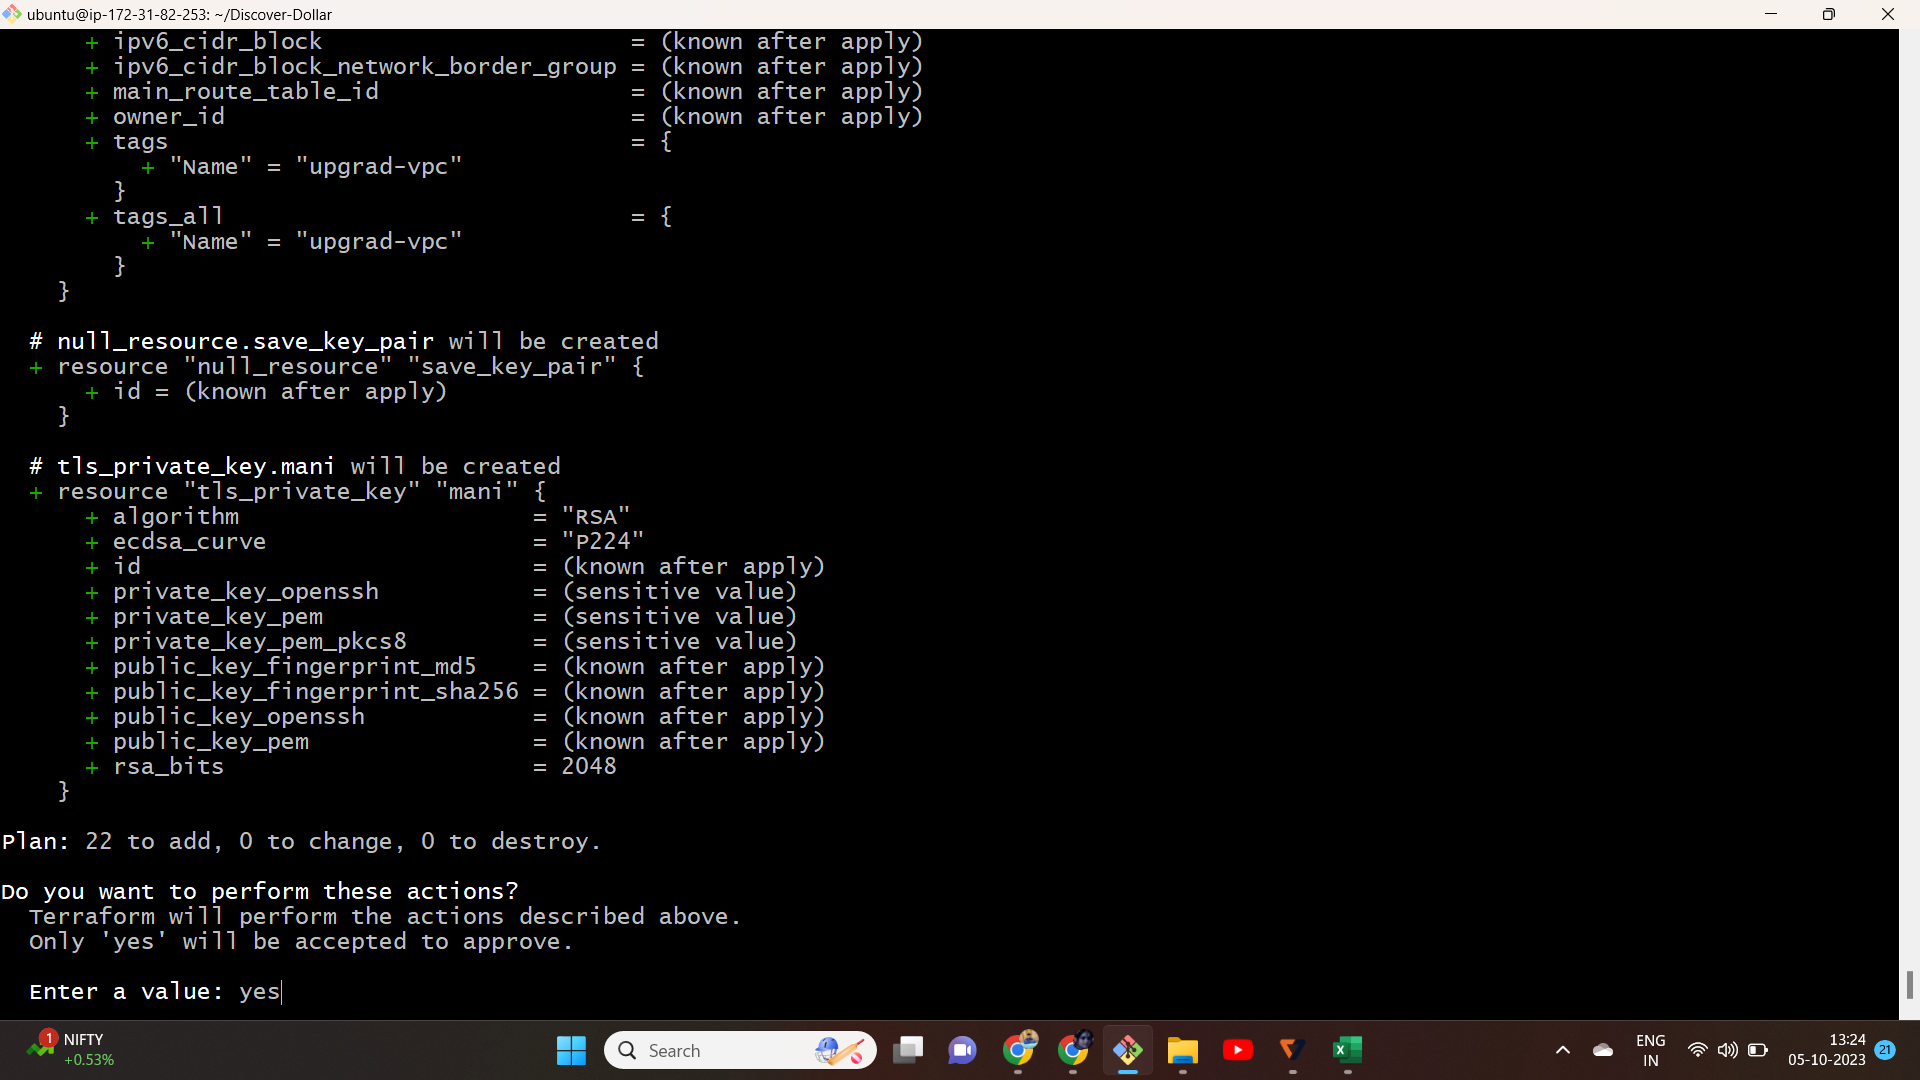 ubuntu@ip-172-31-82-253: ~/Discover-Dollar
+ ipv6_cidr_block = (known after apply)
+ ipv6_cidr_block_network_border_group = (known after apply)
+ main_route_table_id = (known after apply)
+ owner_id = (known after apply)
+ tags = {
+ "Name" = "upgrad-vpc"
}
+ tags_all = {
+ "Name" = "upgrad-vpc"
}
}
# null_resource.save_key_pair will be created
+ resource "null_resource" "save_key_pair" {
+ id = (known after apply)
}
# tls_private_key.mani will be created
+ resource "tls_private_key" "mani" {
+ algorithm = "RSA"
+ ecdsa_curve = "P224"
+ id = (known after apply)
+ private_key_openssh = (sensitive value)
+ private_key_pem = (sensitive value)
+ private_key_pem_pkcs8 = (sensitive value)
+ public_key_fingerprint_md5 = (known after apply)
+ public_key_fingerprint_sha256 = (known after apply)
+ public_key_openssh = (known after apply)
+ public_key_pem = (known after apply)
+ rsa_bits = 2048
}
Plan: 22 to add, 0 to change, 0 to destroy.
Do you want to perform these actions?
Terraform will perform the actions described above.
Only 'yes' will be accepted to approve.
Enter a value: yes
1
NIFTY
+0.53%
Search
ENG
IN
13:24
05-10-2023
21